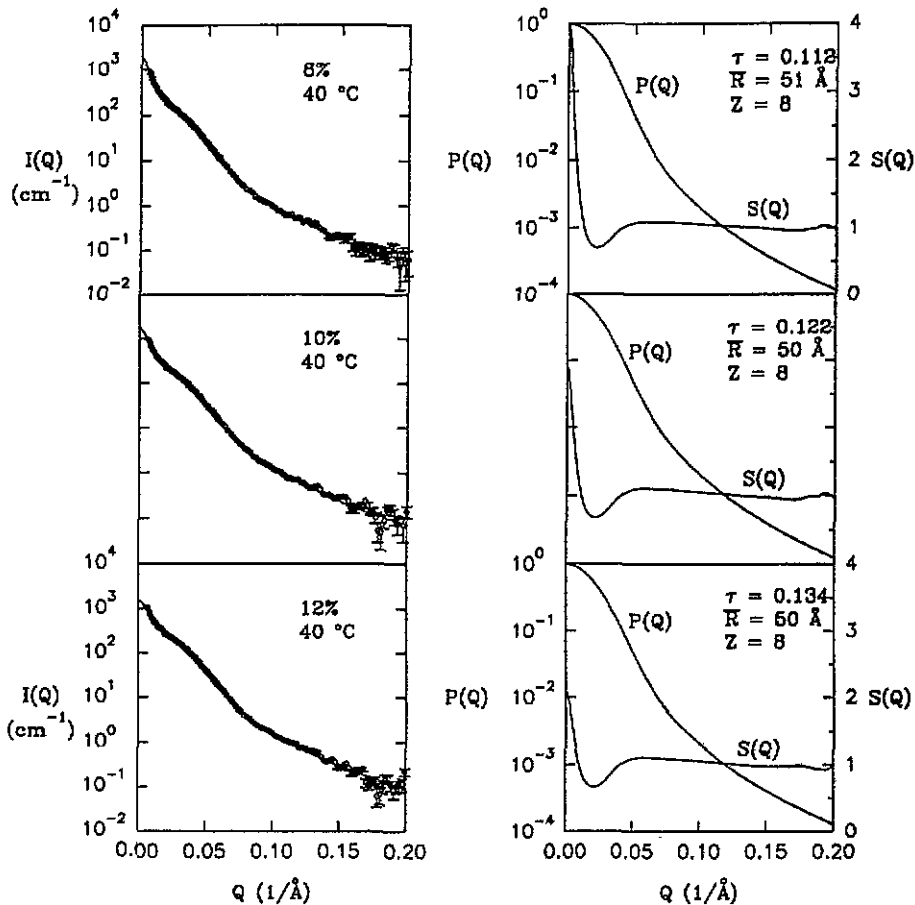 10⁴
10³
10²
10¹
10⁰
10⁻¹
10⁻²
I(Q)
(cm⁻¹)
8%
40 °C
10⁰
10⁻¹
10⁻²
10⁻³
10⁻⁴
P(Q)
P(Q)
S(Q)
τ = 0.112
R̅ = 51 Å
Z = 8
4
3
2
1
0
S(Q)
10%
40 °C
P(Q)
S(Q)
τ = 0.122
R̅ = 50 Å
Z = 8
10⁴
10³
10²
10¹
10⁰
10⁻¹
10⁻²
I(Q)
(cm⁻¹)
12%
40 °C
10⁰
10⁻¹
10⁻²
10⁻³
10⁻⁴
P(Q)
P(Q)
S(Q)
τ = 0.134
R̅ = 50 Å
Z = 8
4
3
2
1
0
S(Q)
0.00 0.05 0.10 0.15 0.20
0.00 0.05 0.10 0.15 0.20
Q (1/Å)
Q (1/Å)